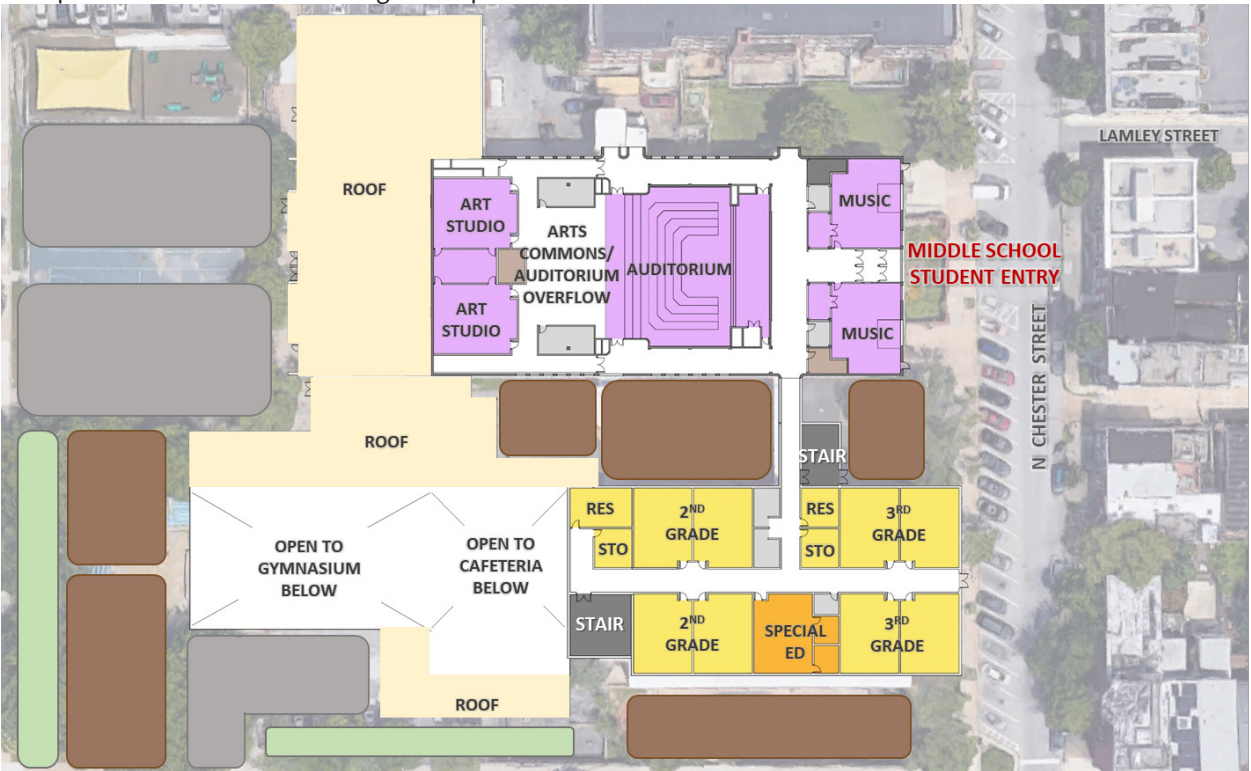 LAMLEY STREET
ROOF
ART
STUDIO
ARTS
COMMONS/
AUDITORIUM
OVERFLOW
AUDITORIUM
MUSIC
MIDDLE SCHOOL
STUDENT ENTRY
ART
STUDIO
MUSIC
N CHESTER STREET
ROOF
STAIR
RES
2ND
GRADE
STO
RES
3RD
GRADE
STO
OPEN TO
GYMNASIUM
BELOW
OPEN TO
CAFETERIA
BELOW
STAIR
2ND
GRADE
SPECIAL
ED
3RD
GRADE
ROOF